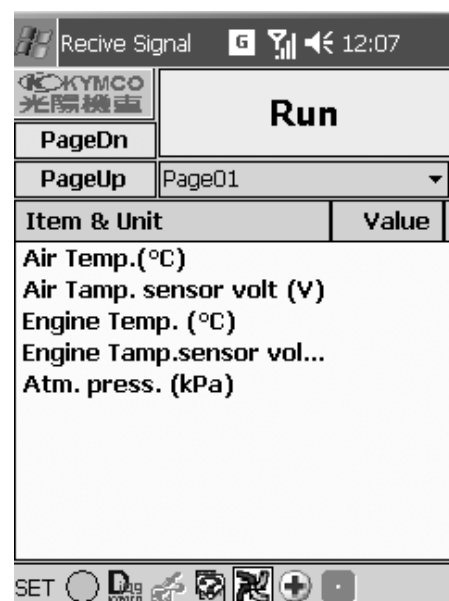 Recive Signal G 12:07
KYMCO
光陽機車
Run
PageDn
PageUp Page01
Item & Unit Value
Air Temp.(°C)
Air Tamp. sensor volt (V)
Engine Temp. (°C)
Engine Tamp.sensor vol...
Atm. press. (kPa)
SET Diag